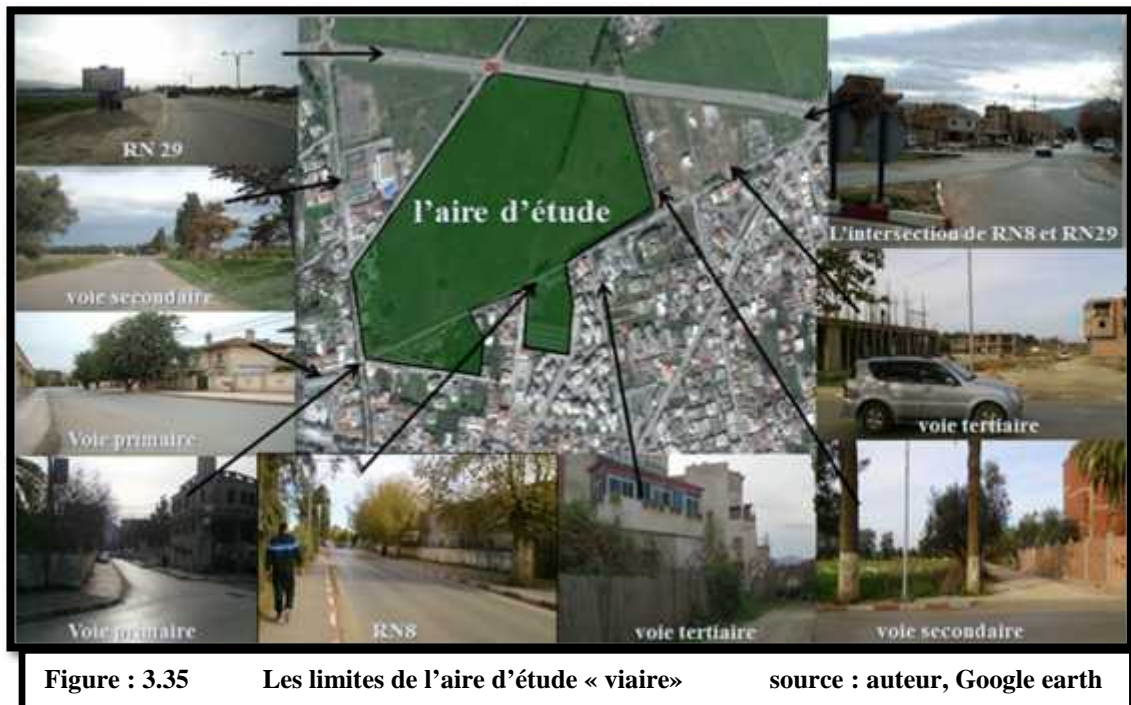 RN 29
l'aire d'étude
L'intersection de RN8 et RN29
voie secondaire
voie tertiaire
Voie primaire
Voie primaire
RN8
voie tertiaire
voie secondaire
Figure : 3.35 Les limites de l'aire d'étude « viaire» source : auteur, Google earth